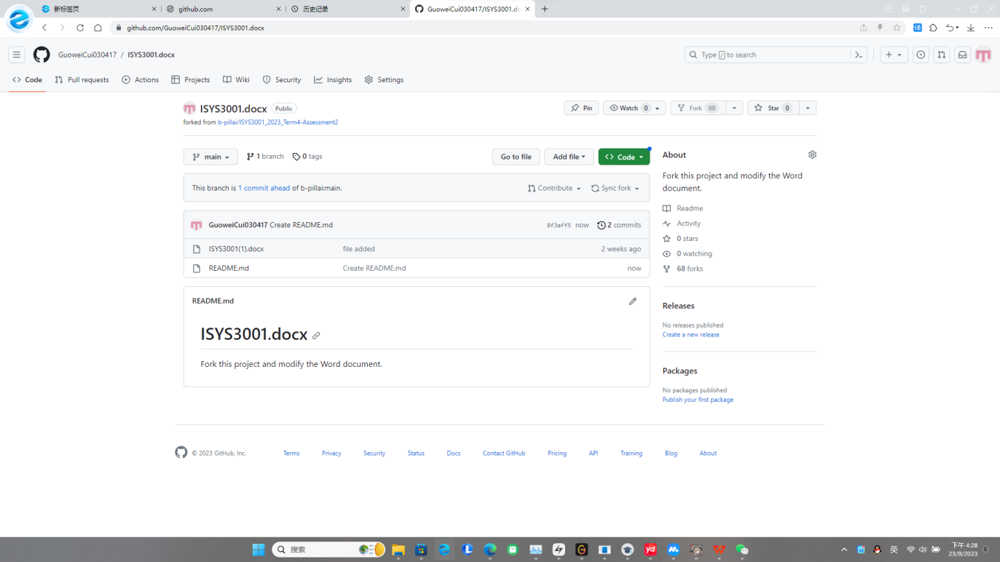 新标签页
github.com
历史记录
GuoweiCui030417/ISYS3001.do
github.com/GuoweiCui030417/ISYS3001.docx
译
GuoweiCui030417 / ISYS3001.docx
Type / to search
Code Pull requests Actions Projects Wiki Security Insights Settings
ISYS3001.docx Public
Pin Watch 0 Fork 68 Star 0
forked from b-pillai/ISYS3001_2023_Term4-Assessment2
main 1 branch 0 tags
Go to file Add file Code
This branch is 1 commit ahead of b-pillai:main.
Contribute Sync fork
GuoweiCui030417 Create README.md 8f3aff5 now 2 commits
ISYS3001(1).docx file added 2 weeks ago
README.md Create README.md now
README.md
ISYS3001.docx
Fork this project and modify the Word document.
About
Fork this project and modify the Word
document.
Readme
Activity
0 stars
0 watching
68 forks
Releases
No releases published
Create a new release
Packages
No packages published
Publish your first package
© 2023 GitHub, Inc. Terms Privacy Security Status Docs Contact GitHub Pricing API Training Blog About
搜索
yd
英
下午 4:28
23/9/2023